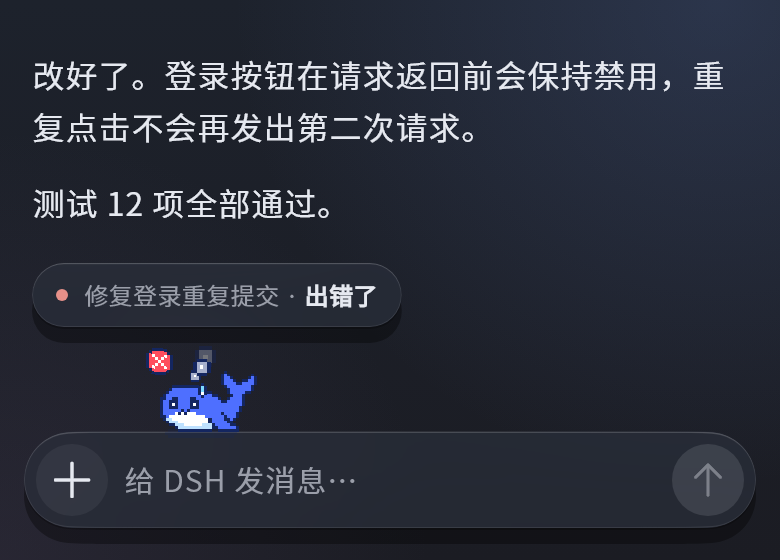 改好了。登录按钮在请求返回前会保持禁用，重
复点击不会再发出第二次请求。
测试 12 项全部通过。
修复登录重复提交 · 出错了
给 DSH 发消息…